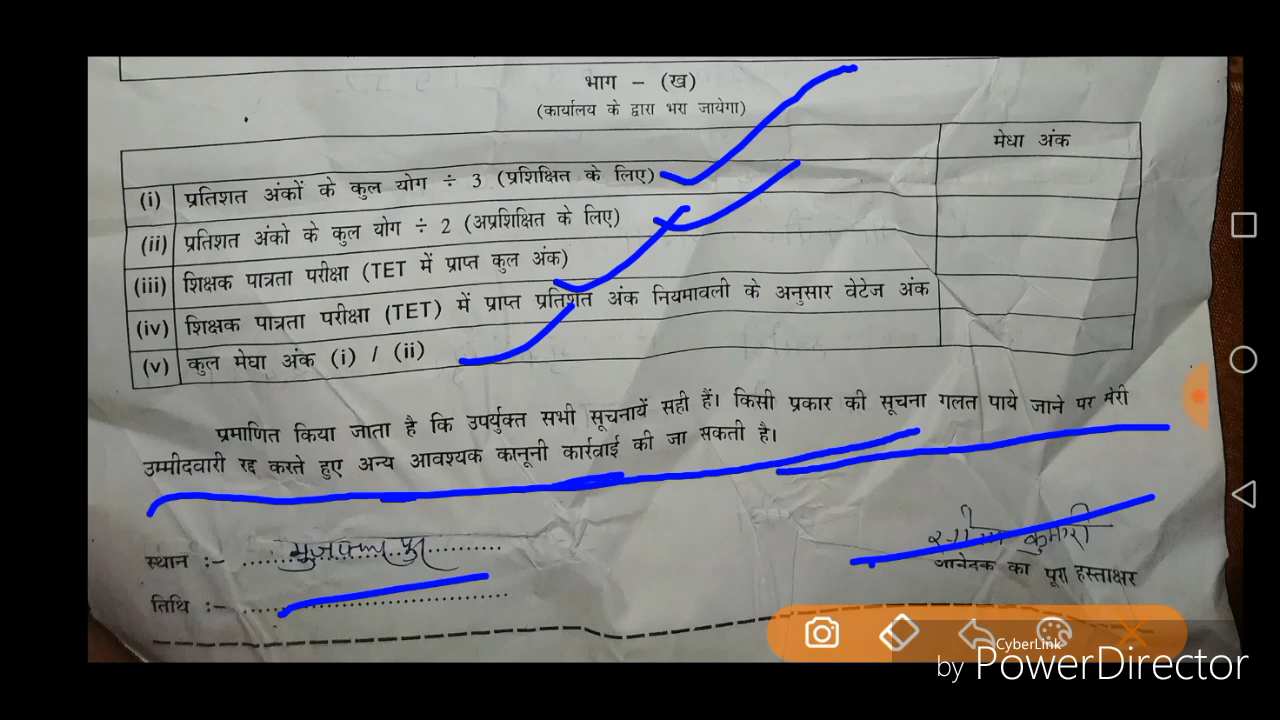 भाग – (ख)
(कार्यालय के द्वारा भरा जायेगा)
मेधा अंक
(i) प्रतिशत अंकों के कुल योग ÷ 3 (प्रशिक्षित के लिए)
(ii) प्रतिशत अंको के कुल योग ÷ 2 (अप्रशिक्षित के लिए)
(iii) शिक्षक पात्रता परीक्षा (TET में प्राप्त कुल अंक)
(iv) शिक्षक पात्रता परीक्षा (TET) में प्राप्त प्रतिशत अंक नियमावली के अनुसार वेटेज अंक
(v) कुल मेघा अंक (i) / (ii)
प्रमाणित किया जाता है कि उपर्युक्त सभी सूचनायें सही हैं। किसी प्रकार की सूचना गलत पाये जाने पर मेरी
उम्मीदवारी रद्द करते हुए अन्य आवश्यक कानूनी कार्रवाई की जा सकती है।
कुमारी
स्थान :–
आवेदक का पूरा हस्ताक्षर
तिथि :–
CyberLink
by PowerDirector